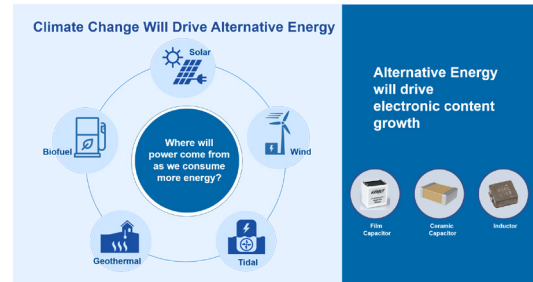 Climate Change Will Drive Alternative Energy
Solar
Wind
Tidal
Geothermal
Biofuel
Where will
power come from
as we consume
more energy?
Alternative Energy
will drive
electronic content
growth
Film
Capacitor
Ceramic
Capacitor
Inductor